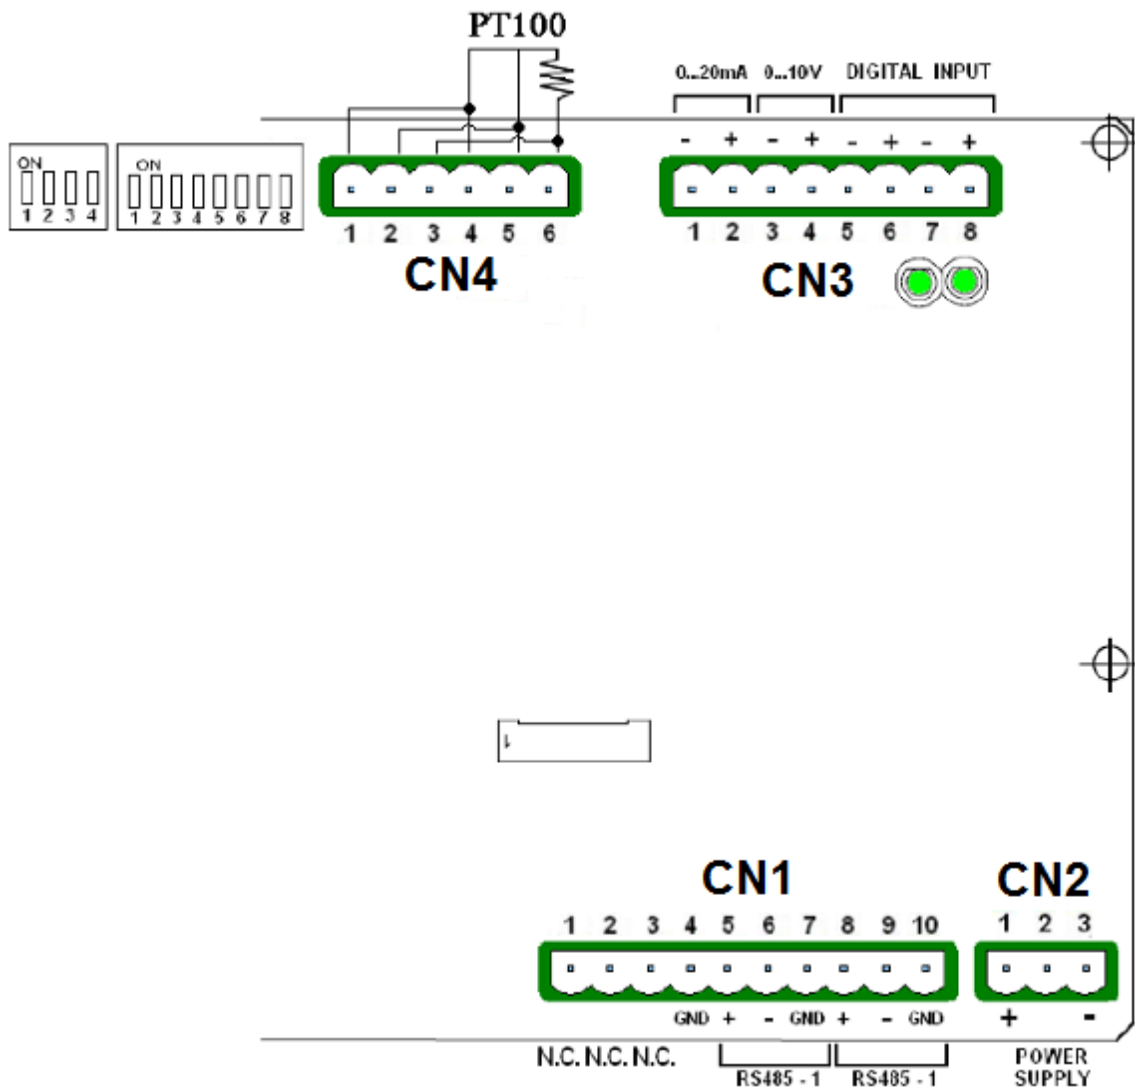 PT100
0...20mA 0...10V DIGITAL INPUT
- + - + - + - +
ON ON
1 2 3 4 1 2 3 4 5 6 7 8
1 2 3 4 5 6 1 2 3 4 5 6 7 8
CN4 CN3
1
CN1 CN2
1 2 3 4 5 6 7 8 9 10 1 2 3
GND + - GND + - GND + -
N.C. N.C. N.C. RS485 - 1 RS485 - 1 POWER
SUPPLY